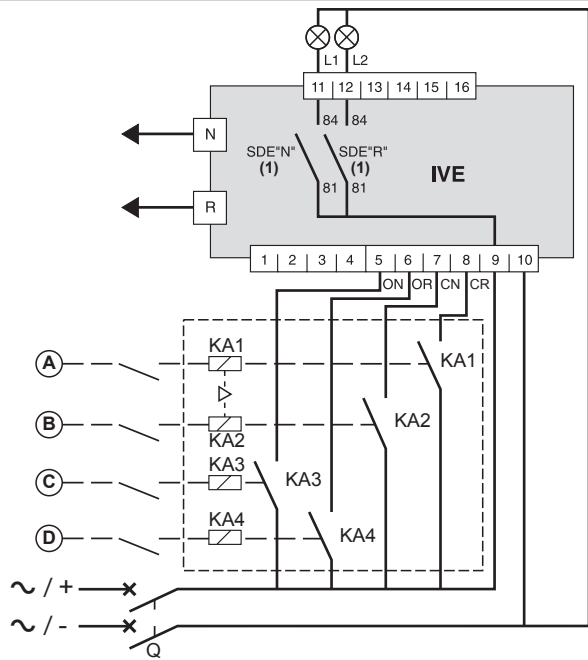 L1 L2
11 12 13 14 15 16
84 84
N
SDE"N" SDE"R"
(1) (1)
IVE
81 81
R
1 2 3 4 5 6 7 8 9 10
ON OR CN CR
A KA1 KA1
B KA2 KA2
C KA3 KA3
D KA4 KA4
~ / +
~ / -
Q